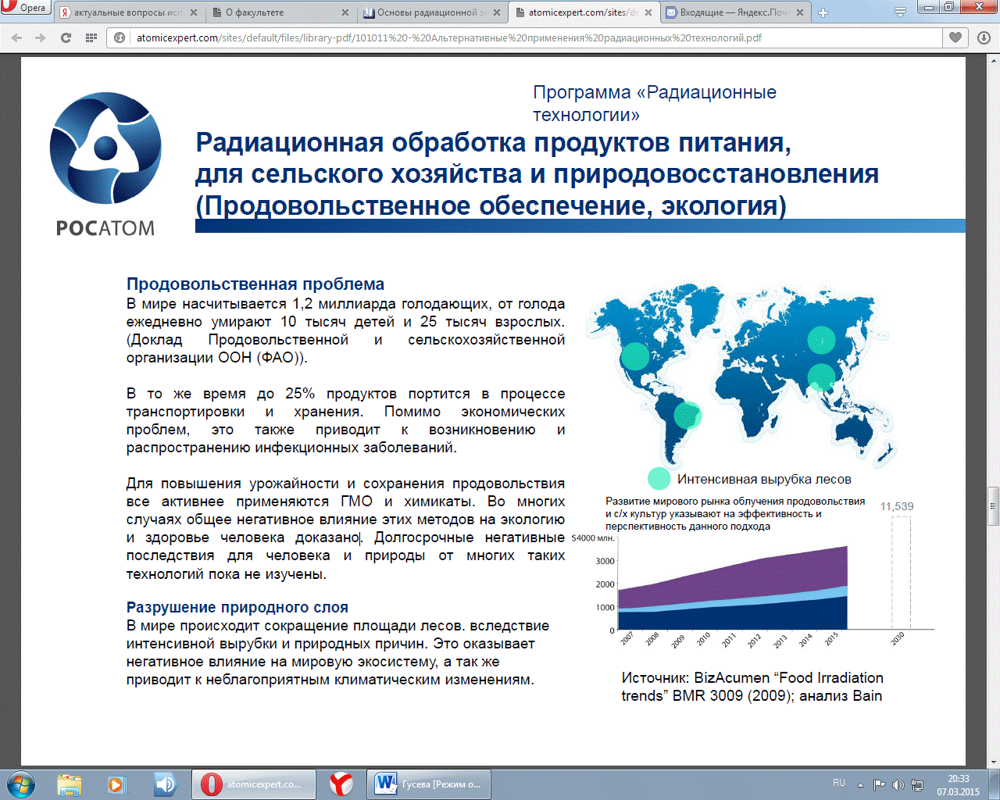 Opera
актуальные вопросы исп
О факультете
Основы радиационной э
atomicexpert.com/sites/de
Входящие — Яндекс.Почт
atomicexpert.com/sites/default/files/library-pdf/101011%20-%20Альтернативные%20применения%20радиационных%20технологий.pdf
Программа «Радиационные
технологии»
Радиационная обработка продуктов питания,
для сельского хозяйства и природовосстановления
(Продовольственное обеспечение, экология)
РОСАТОМ
Продовольственная проблема
В мире насчитывается 1,2 миллиарда голодающих, от голода
ежедневно умирают 10 тысяч детей и 25 тысяч взрослых.
(Доклад Продовольственной и сельскохозяйственной
организации ООН (ФАО)).
В то же время до 25% продуктов портится в процессе
транспортировки и хранения. Помимо экономических
проблем, это также приводит к возникновению и
распространению инфекционных заболеваний.
Для повышения урожайности и сохранения продовольствия
все активнее применяются ГМО и химикаты. Во многих
случаях общее негативное влияние этих методов на экологию
и здоровье человека доказано. Долгосрочные негативные
последствия для человека и природы от многих таких
технологий пока не изучены.
Разрушение природного слоя
В мире происходит сокращение площади лесов. вследствие
интенсивной вырубки и природных причин. Это оказывает
негативное влияние на мировую экосистему, а так же
приводит к неблагоприятным климатическим изменениям.
Интенсивная вырубка лесов
Развитие мирового рынка облучения продовольствия
и с/х культур указывают на эффективность и
перспективность данного подхода
11,539
$4000 млн.
3000
2000
1000
0
2007
2008
2009
2010
2011
2012
2013
2014
2015
2030
Источник: BizAcumen “Food Irradiation
trends” BMR 3009 (2009); анализ Bain
atomicexpert.co...
Гусева [Режим о...
RU
20:33
07.03.2015